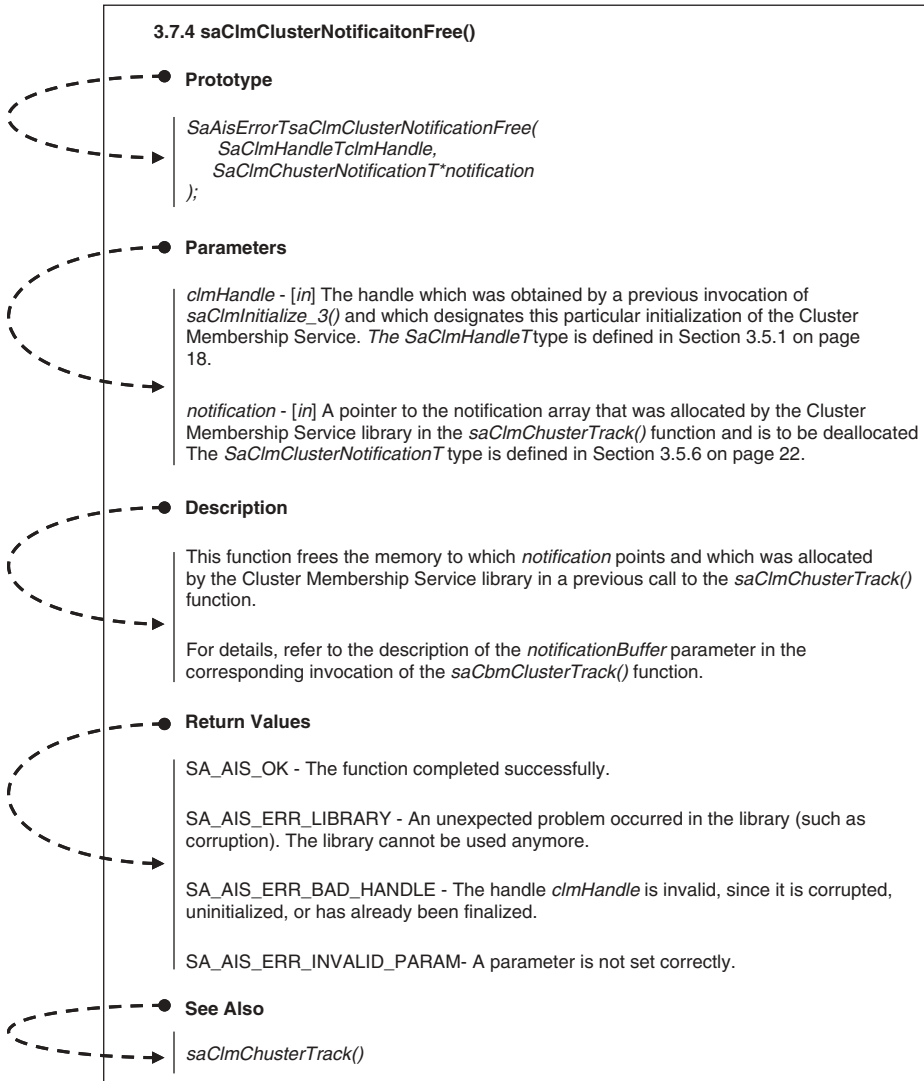 3.7.4 saClmClusterNotificaitonFree()
Prototype
SaAisErrorTsaClmClusterNotificationFree(
SaClmHandleTclmHandle,
SaClmChusterNotificationT*notification
);
Parameters
clmHandle - [in] The handle which was obtained by a previous invocation of
saClmInitialize_3() and which designates this particular initialization of the Cluster
Membership Service. The SaClmHandleT type is defined in Section 3.5.1 on page
18.
notification - [in] A pointer to the notification array that was allocated by the Cluster
Membership Service library in the saClmChusterTrack() function and is to be deallocated
The SaClmClusterNotificationT type is defined in Section 3.5.6 on page 22.
Description
This function frees the memory to which notification points and which was allocated
by the Cluster Membership Service library in a previous call to the saClmChusterTrack()
function.
For details, refer to the description of the notificationBuffer parameter in the
corresponding invocation of the saCbmClusterTrack() function.
Return Values
SA_AIS_OK - The function completed successfully.
SA_AIS_ERR_LIBRARY - An unexpected problem occurred in the library (such as
corruption). The library cannot be used anymore.
SA_AIS_ERR_BAD_HANDLE - The handle clmHandle is invalid, since it is corrupted,
uninitialized, or has already been finalized.
SA_AIS_ERR_INVALID_PARAM- A parameter is not set correctly.
See Also
saClmChusterTrack()